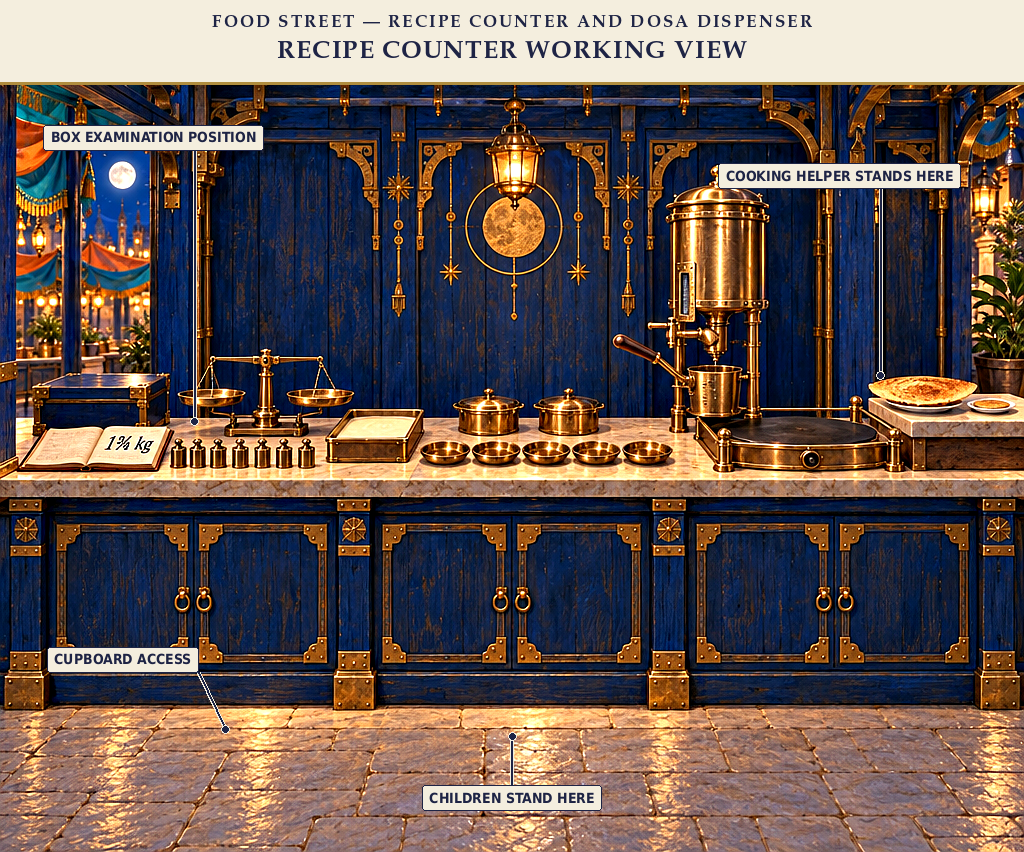 FOOD STREET — RECIPE COUNTER AND DOSA DISPENSER
RECIPE COUNTER WORKING VIEW
BOX EXAMINATION POSITION
COOKING HELPER STANDS HERE
1¾ kg
CUPBOARD ACCESS
CHILDREN STAND HERE